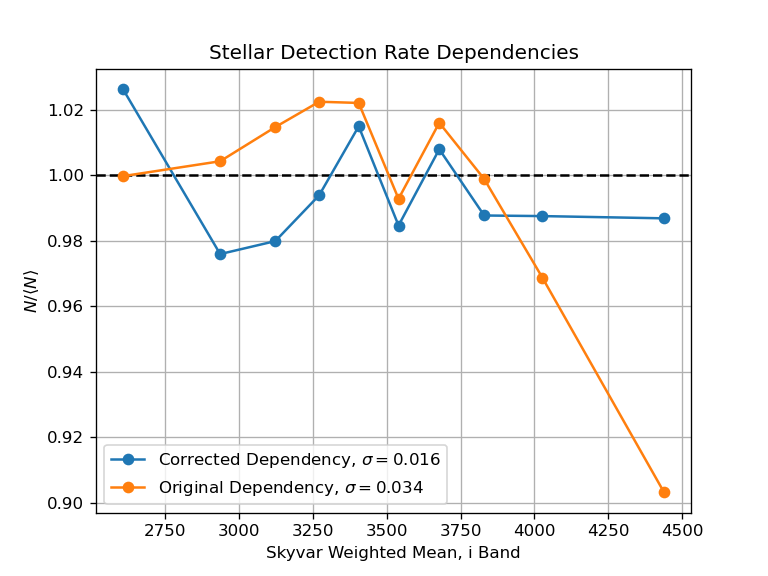 Stellar Detection Rate Dependencies
1.02
1.00
0.98
0.96
0.94
0.92
0.90
N/⟨N⟩
Corrected Dependency, σ = 0.016
Original Dependency, σ = 0.034
2750 3000 3250 3500 3750 4000 4250 4500
Skyvar Weighted Mean, i Band